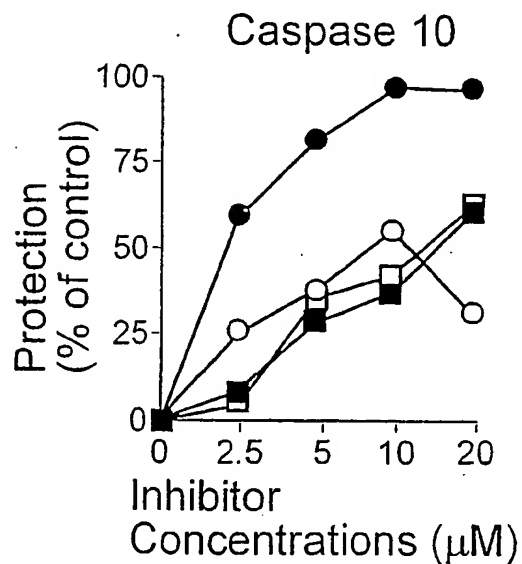 Caspase 10
Protection
(% of control)
100
75
50
25
0
0 2.5 5 10 20
Inhibitor
Concentrations (μM)